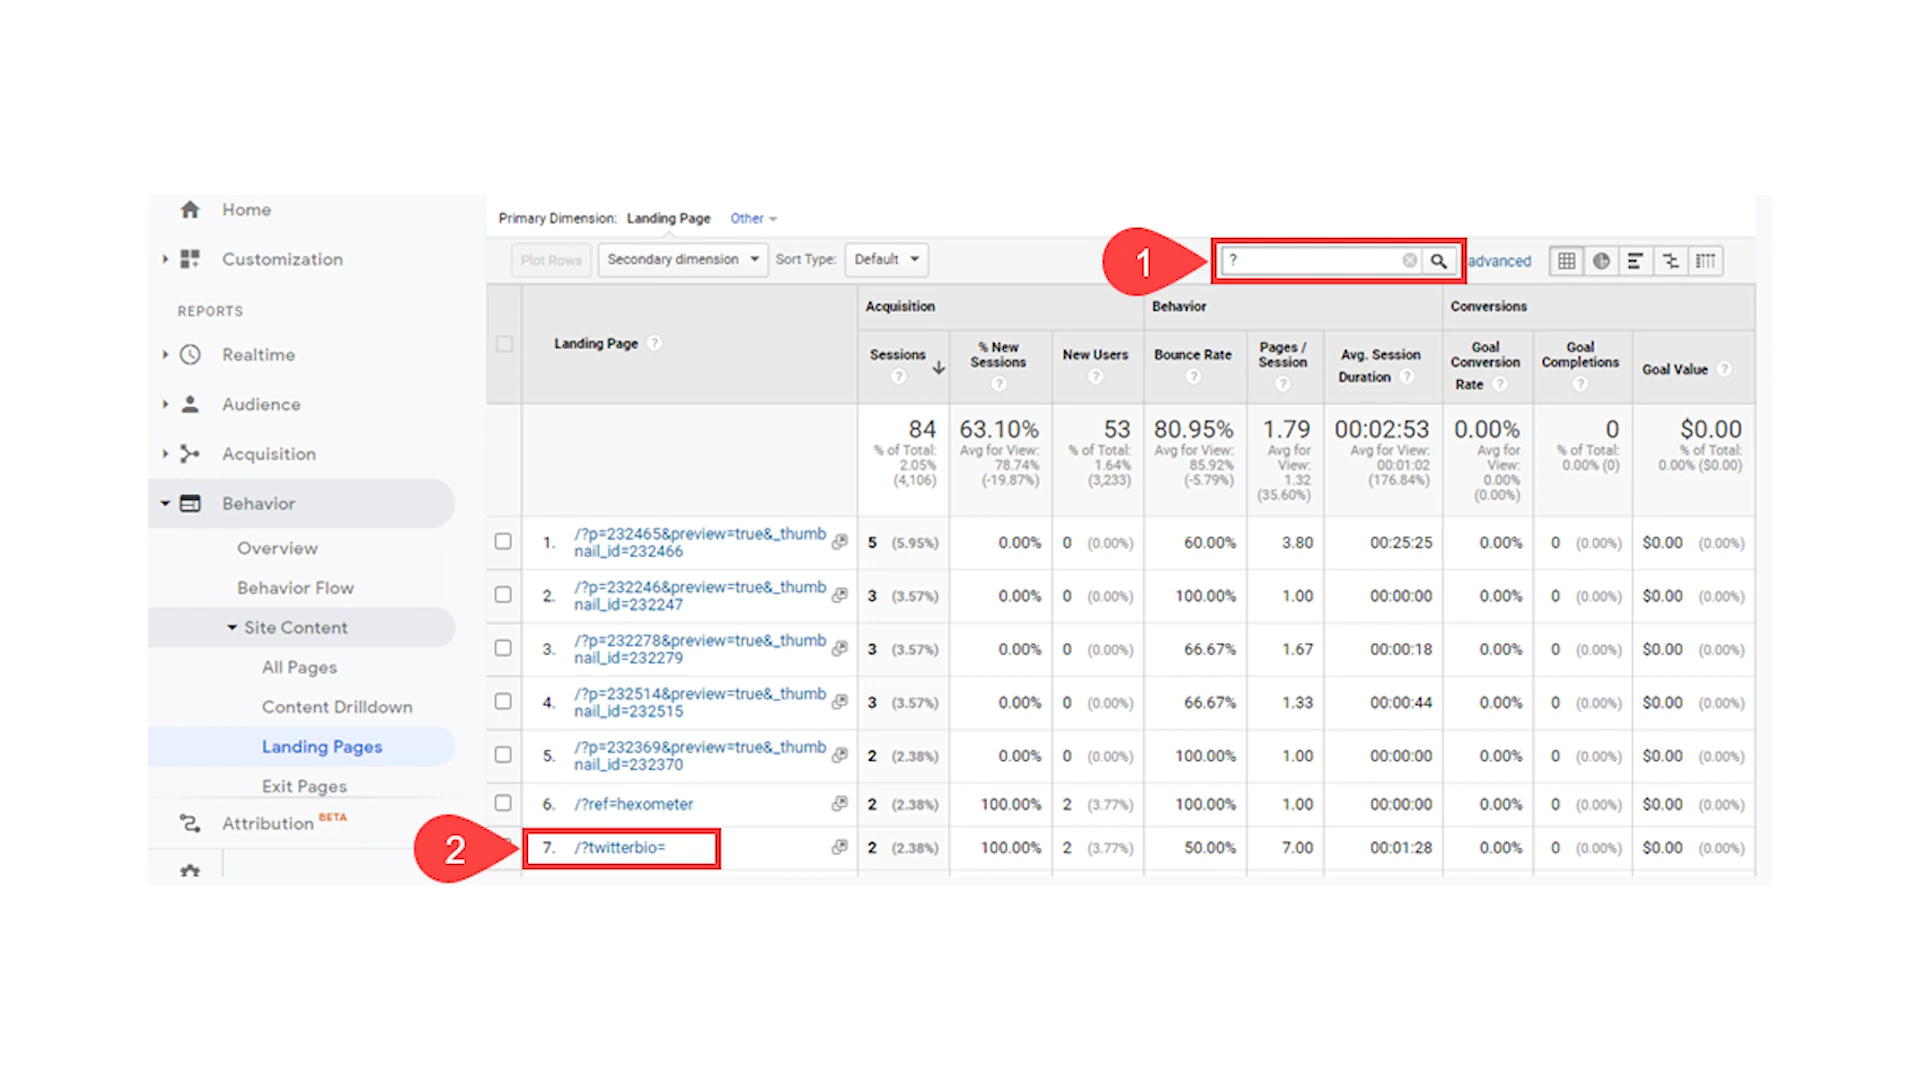 Home
Customization
REPORTS
Realtime
Audience
Acquisition
Behavior
Overview
Behavior Flow
Site Content
All Pages
Content Drilldown
Landing Pages
Exit Pages
Attribution BETA
Primary Dimension: Landing Page Other
Plot Rows Secondary dimension Sort Type: Default 1 ? advanced
Acquisition Behavior Conversions
Landing Page ?
Sessions ?
% New
Sessions
?
New Users
?
Bounce Rate
?
Pages /
Session
?
Avg. Session
Duration ?
Goal
Conversion
Rate ?
Goal
Completions
?
Goal Value ?
84
% of Total:
2.05%
(4,106)
63.10%
Avg for View:
78.74%
(-19.87%)
53
% of Total:
1.64%
(3,233)
80.95%
Avg for View:
85.92%
(-5.79%)
1.79
Avg for
View:
1.32
(35.60%)
00:02:53
Avg for View:
00:01:02
(176.84%)
0.00%
Avg for
View:
0.00%
(0.00%)
0
% of Total:
0.00% (0)
$0.00
% of Total:
0.00% ($0.00)
1. /?p=232465&preview=true&_thumb
nail_id=232466
5 (5.95%) 0.00% 0 (0.00%) 60.00% 3.80 00:25:25 0.00% 0 (0.00%) $0.00 (0.00%)
2. /?p=232246&preview=true&_thumb
nail_id=232247
3 (3.57%) 0.00% 0 (0.00%) 100.00% 1.00 00:00:00 0.00% 0 (0.00%) $0.00 (0.00%)
3. /?p=232278&preview=true&_thumb
nail_id=232279
3 (3.57%) 0.00% 0 (0.00%) 66.67% 1.67 00:00:18 0.00% 0 (0.00%) $0.00 (0.00%)
4. /?p=232514&preview=true&_thumb
nail_id=232515
3 (3.57%) 0.00% 0 (0.00%) 66.67% 1.33 00:00:44 0.00% 0 (0.00%) $0.00 (0.00%)
5. /?p=232369&preview=true&_thumb
nail_id=232370
2 (2.38%) 0.00% 0 (0.00%) 100.00% 1.00 00:00:00 0.00% 0 (0.00%) $0.00 (0.00%)
6. /?ref=hexometer 2 (2.38%) 100.00% 2 (3.77%) 100.00% 1.00 00:00:00 0.00% 0 (0.00%) $0.00 (0.00%)
2 7. /?twitterbio= 2 (2.38%) 100.00% 2 (3.77%) 50.00% 7.00 00:01:28 0.00% 0 (0.00%) $0.00 (0.00%)